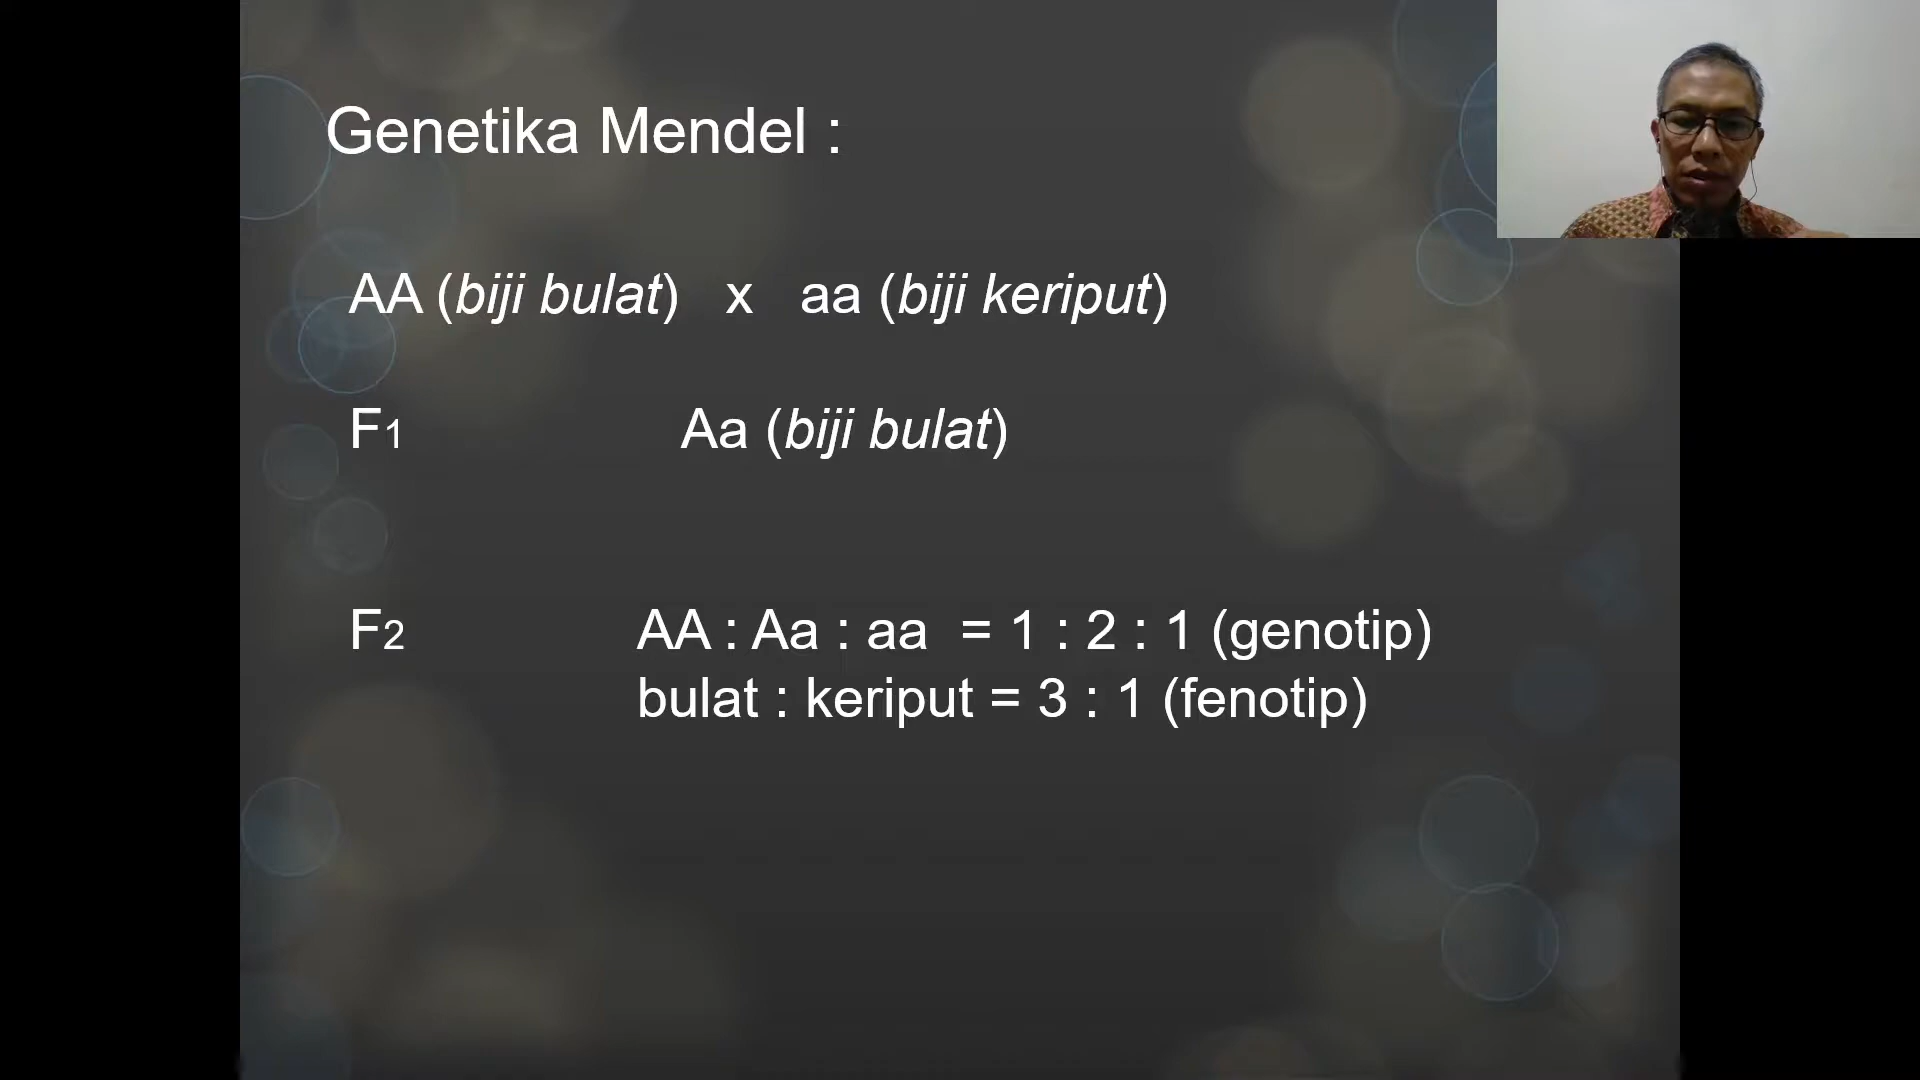 Genetika Mendel :
AA (biji bulat) x aa (biji keriput)
F1 Aa (biji bulat)
F2 AA : Aa : aa = 1 : 2 : 1 (genotip)
bulat : keriput = 3 : 1 (fenotip)